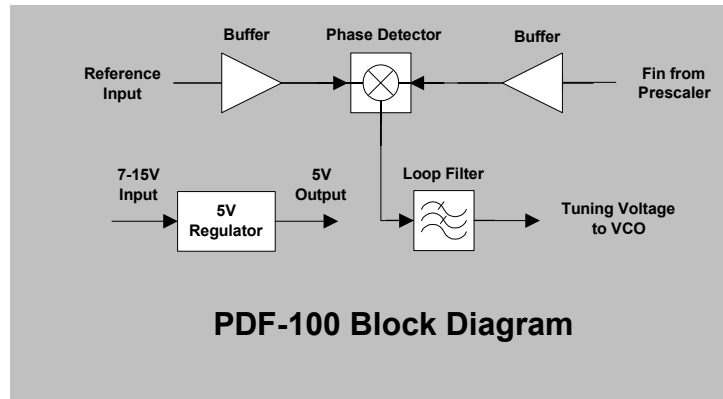 Buffer
Phase Detector
Buffer
Reference
Input
Fin from
Prescaler
7-15V
Input
5V
Output
Loop Filter
5V
Regulator
Tuning Voltage
to VCO
PDF-100 Block Diagram